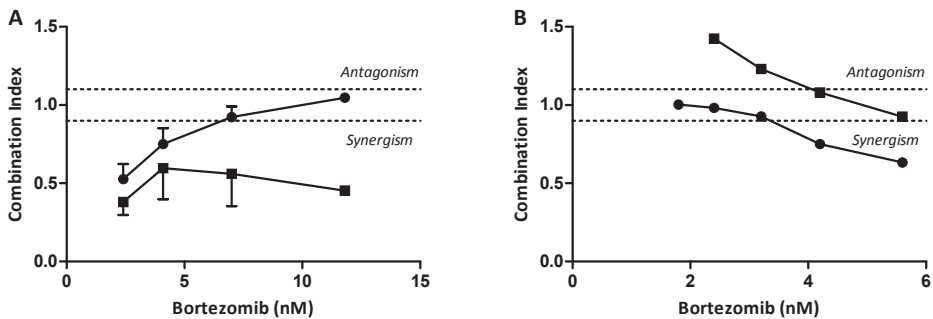 A
Combination Index
1.5
1.0
0.5
0.0
Antagonism
Synergism
0
5
10
15
Bortezomib (nM)
B
Combination Index
1.5
1.0
0.5
0.0
Antagonism
Synergism
0
2
4
6
Bortezomib (nM)